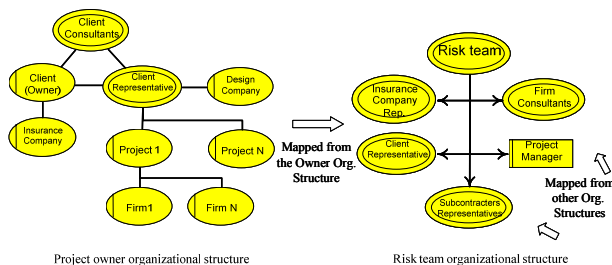 Client
Consultants
Client
(Owner)
Client
Representative
Design
Company
Insurance
Company
Project 1
Project N
Firm1
Firm N
Project owner organizational structure
Mapped from
the Owner Org.
Structure
Risk team
Insurance
Company
Rep.
Firm
Consultants
Client
Representative
Project
Manager
Subcontracters
Representatives
Mapped from
other Org.
Structures
Risk team organizational structure